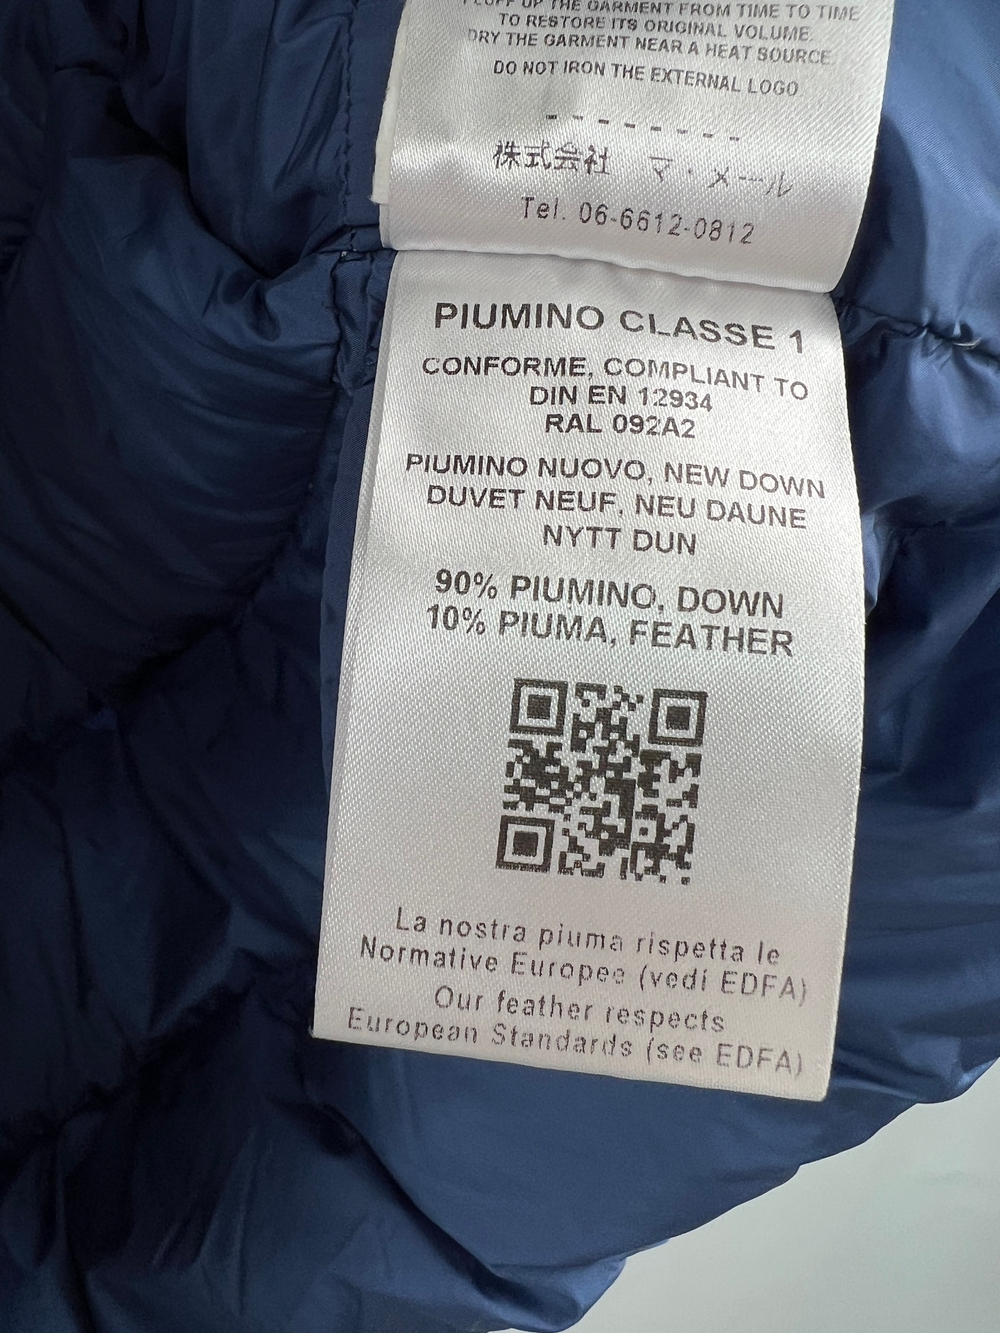 FLUFF UP THE GARMENT FROM TIME TO TIME
TO RESTORE ITS ORIGINAL VOLUME.
DRY THE GARMENT NEAR A HEAT SOURCE.
DO NOT IRON THE EXTERNAL LOGO
--------
株式会社 マ・メール
Tel. 06-6612-0812
PIUMINO CLASSE 1
CONFORME, COMPLIANT TO
DIN EN 12934
RAL 092A2
PIUMINO NUOVO, NEW DOWN
DUVET NEUF, NEU DAUNE
NYTT DUN
90% PIUMINO, DOWN
10% PIUMA, FEATHER
La nostra piuma rispetta le
Normative Europee (vedi EDFA)
Our feather respects
European Standards (see EDFA)